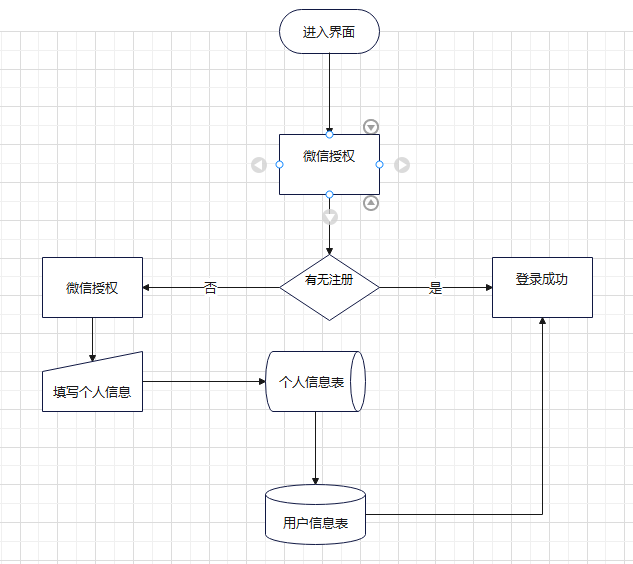 进入界面
微信授权
有无注册
否
是
微信授权
登录成功
填写个人信息
个人信息表
用户信息表